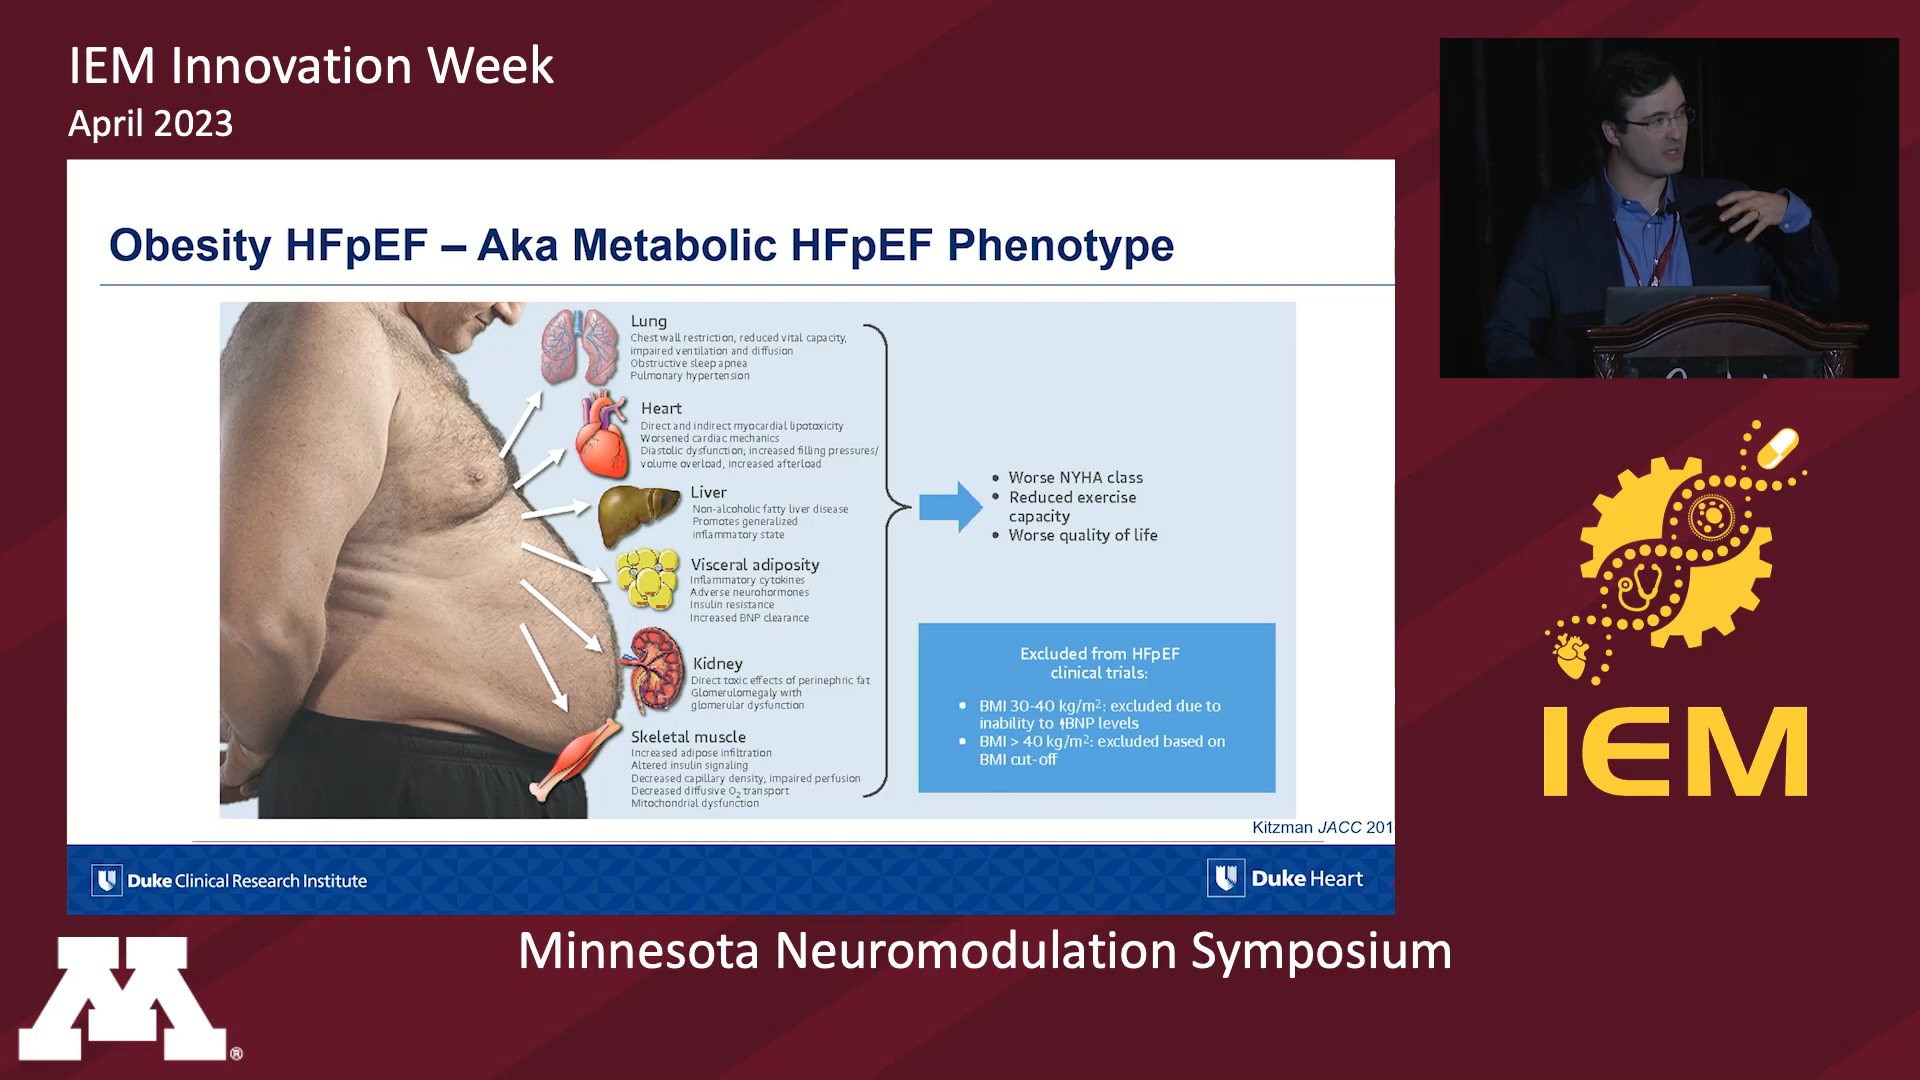 IEM Innovation Week
April 2023
Obesity HFpEF – Aka Metabolic HFpEF Phenotype
Lung
Chest wall restriction, reduced vital capacity,
impaired ventilation and diffusion
Obstructive sleep apnea
Pulmonary hypertension
Heart
Direct and indirect myocardial lipotoxicity
Worsened cardiac mechanics
Diastolic dysfunction; increased filling pressures/
volume overload, increased afterload
Liver
Non-alcoholic fatty liver disease
Promotes generalized
inflammatory state
Visceral adiposity
Inflammatory cytokines
Adverse neurohormones
Insulin resistance
Increased BNP clearance
Kidney
Direct toxic effects of perinephric fat
Glomerulomegaly with
glomerular dysfunction
Skeletal muscle
Increased adipose infiltration
Altered insulin signaling
Decreased capillary density; impaired perfusion
Decreased diffusive O₂ transport
Mitochondrial dysfunction
• Worse NYHA class
• Reduced exercise
capacity
• Worse quality of life
Excluded from HFpEF
clinical trials:
• BMI 30-40 kg/m²: excluded due to
inability to ⬆BNP levels
• BMI > 40 kg/m²: excluded based on
BMI cut-off
Kitzman JACC 201
Duke Clinical Research Institute
Duke Heart
IEM
Minnesota Neuromodulation Symposium
M®